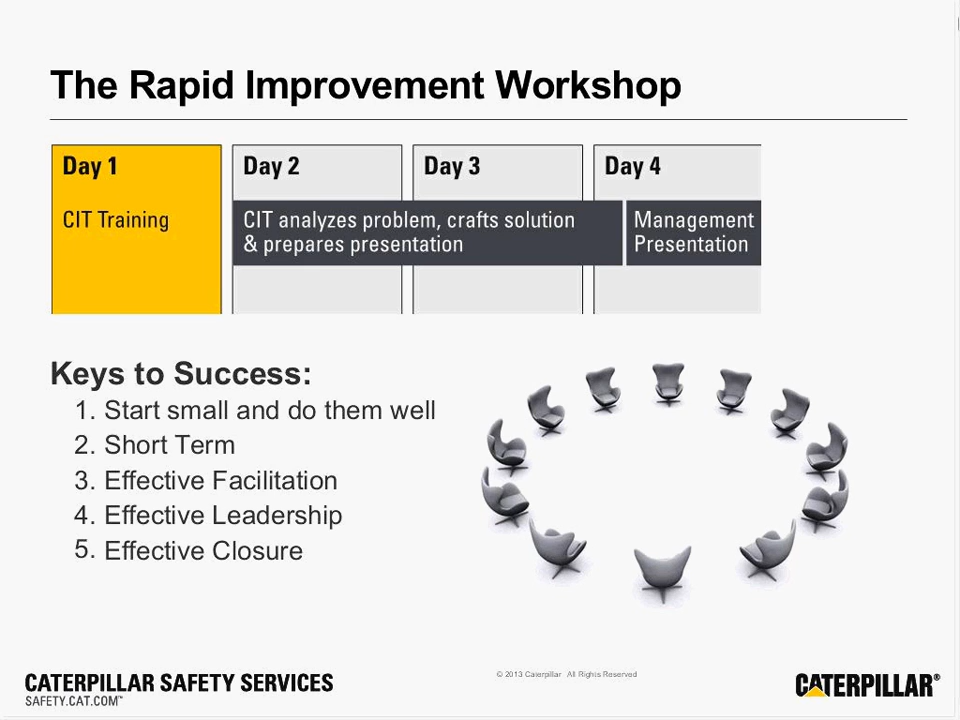 The Rapid Improvement Workshop
Day 1
CIT Training
Day 2
Day 3
Day 4
CIT analyzes problem, crafts solution
& prepares presentation
Management
Presentation
Keys to Success:
1. Start small and do them well
2. Short Term
3. Effective Facilitation
4. Effective Leadership
5. Effective Closure
© 2013 Caterpillar All Rights Reserved
CATERPILLAR SAFETY SERVICES
SAFETY.CAT.COM™
CATERPILLAR®